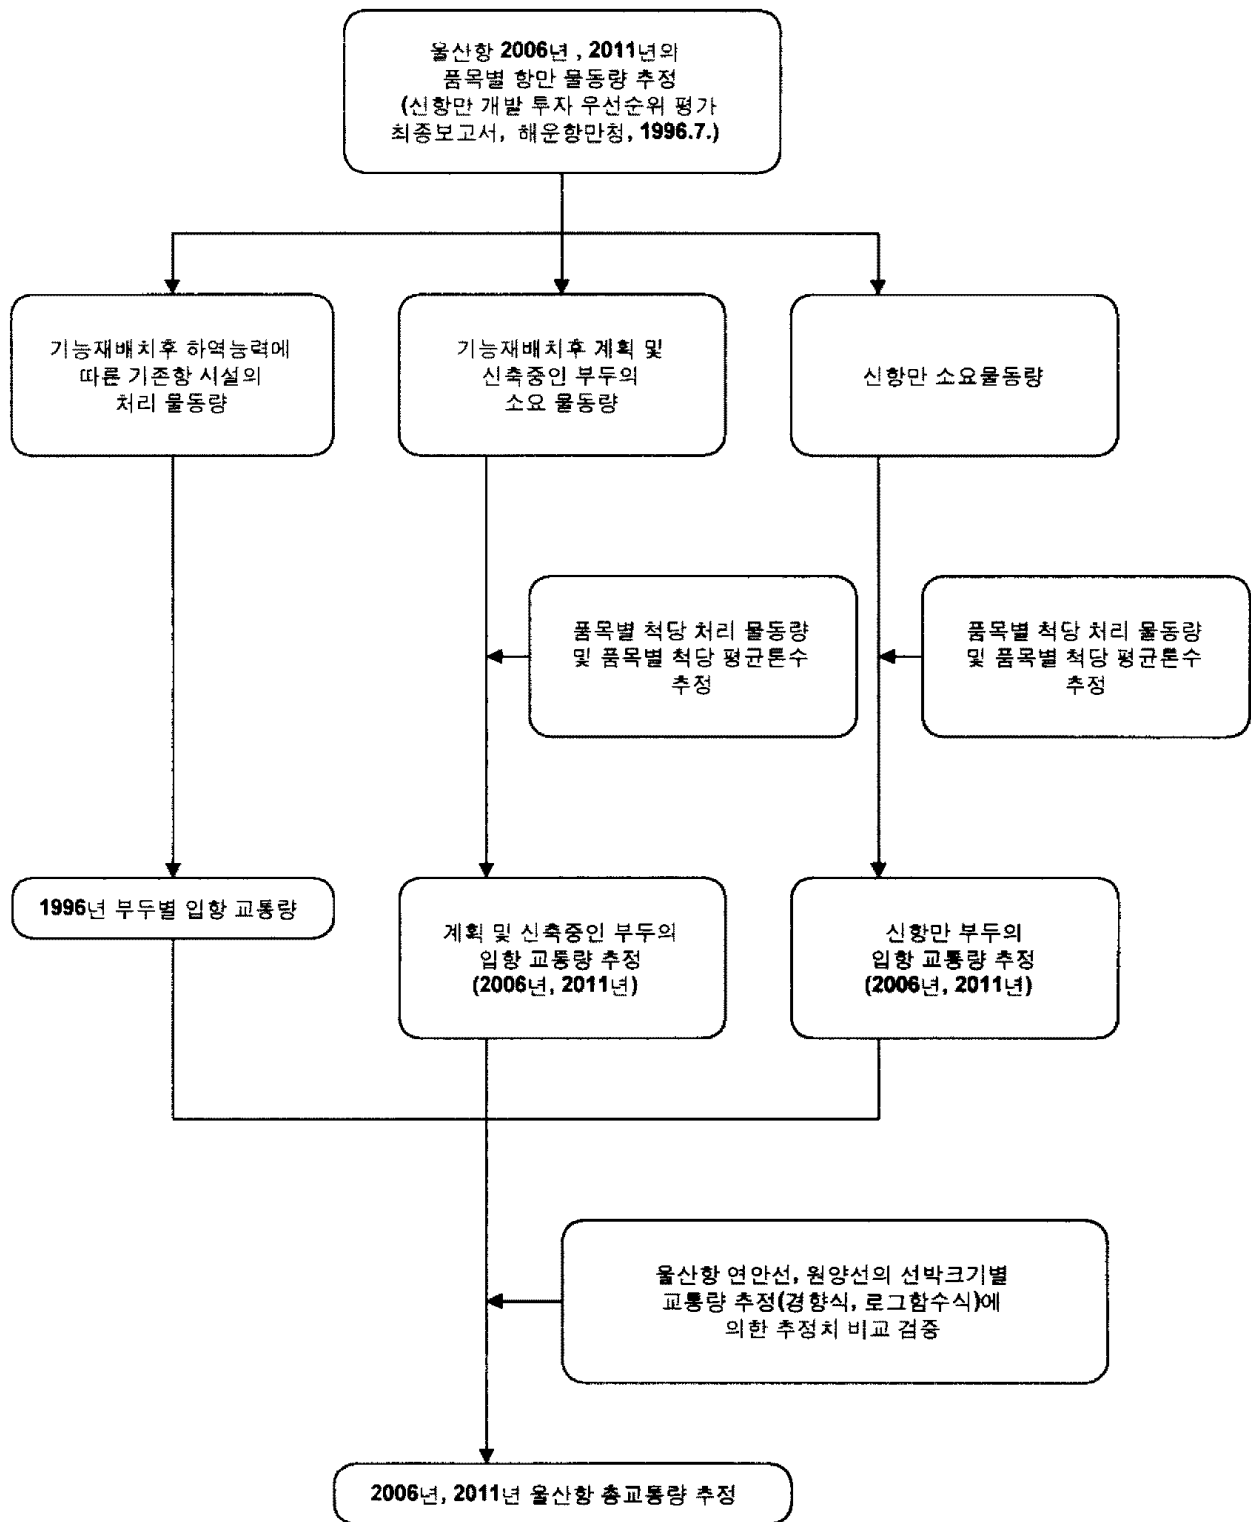 울산항 2006년 , 2011년의
품목별 항만 물동량 추정
(신항만 개발 투자 우선순위 평가
최종보고서, 해운항만청, 1996.7.)
기능재배치후 하역능력에
따른 기존항 시설의
처리 물동량
기능재배치후 계획 및
신축중인 부두의
소요 물동량
신항만 소요물동량
품목별 척당 처리 물동량
및 품목별 척당 평균톤수
추정
품목별 척당 처리 물동량
및 품목별 척당 평균톤수
추정
1996년 부두별 입항 교통량
계획 및 신축중인 부두의
입항 교통량 추정
(2006년, 2011년)
신항만 부두의
입항 교통량 추정
(2006년, 2011년)
울산항 연안선, 원양선의 선박크기별
교통량 추정(경향식, 로그함수식)에
의한 추정치 비교 검증
2006년, 2011년 울산항 총교통량 추정